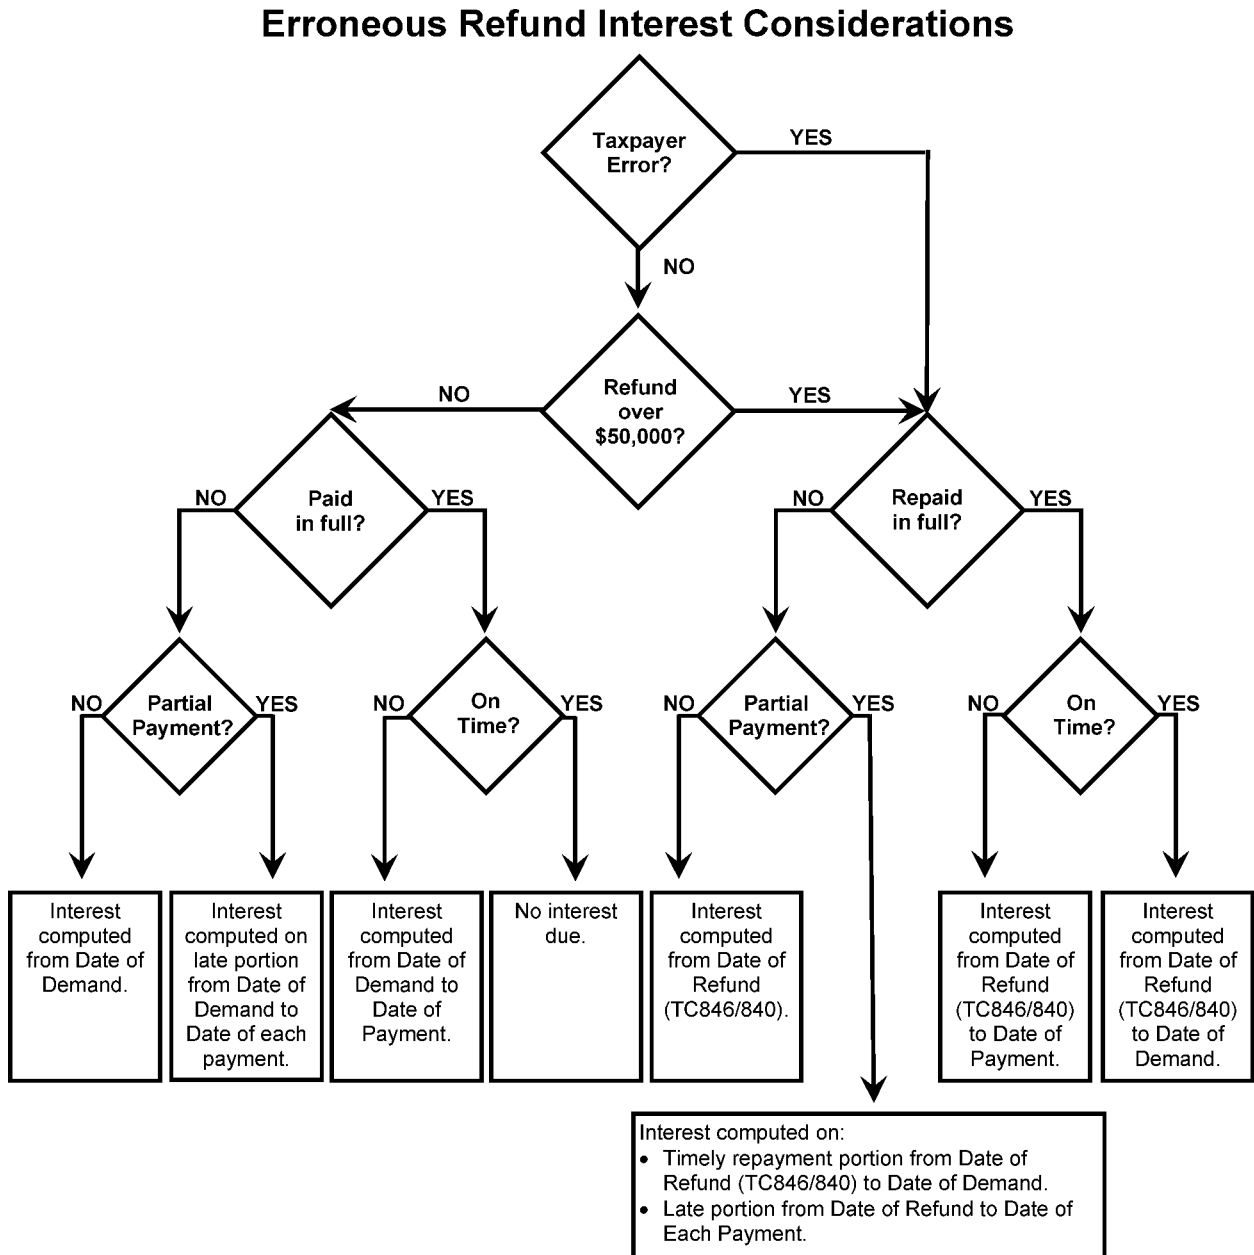 Erroneous Refund Interest Considerations
Taxpayer
Error?
YES
NO
Refund
over
$50,000?
NO
YES
Paid
in full?
NO
YES
Repaid
in full?
NO
YES
Partial
Payment?
NO
YES
On
Time?
NO
YES
Partial
Payment?
NO
YES
On
Time?
NO
YES
Interest
computed
from Date of
Demand.
Interest
computed on
late portion
from Date of
Demand to
Date of each
payment.
Interest
computed
from Date of
Demand to
Date of
Payment.
No interest
due.
Interest
computed
from Date of
Refund
(TC846/840).
Interest
computed
from Date of
Refund
(TC846/840)
to Date of
Payment.
Interest
computed
from Date of
Refund
(TC846/840)
to Date of
Demand.
Interest computed on:
• Timely repayment portion from Date of
Refund (TC846/840) to Date of Demand.
• Late portion from Date of Refund to Date of
Each Payment.